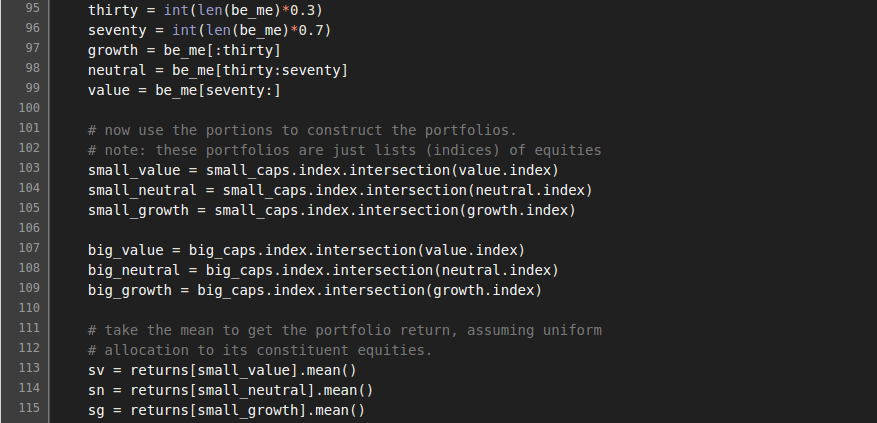 95 thirty = int(len(be_me)*0.3)
96 seventy = int(len(be_me)*0.7)
97 growth = be_me[:thirty]
98 neutral = be_me[thirty:seventy]
99 value = be_me[seventy:]
100
101 # now use the portions to construct the portfolios.
102 # note: these portfolios are just lists (indices) of equities
103 small_value = small_caps.index.intersection(value.index)
104 small_neutral = small_caps.index.intersection(neutral.index)
105 small_growth = small_caps.index.intersection(growth.index)
106
107 big_value = big_caps.index.intersection(value.index)
108 big_neutral = big_caps.index.intersection(neutral.index)
109 big_growth = big_caps.index.intersection(growth.index)
110
111 # take the mean to get the portfolio return, assuming uniform
112 # allocation to its constituent equities.
113 sv = returns[small_value].mean()
114 sn = returns[small_neutral].mean()
115 sg = returns[small_growth].mean()